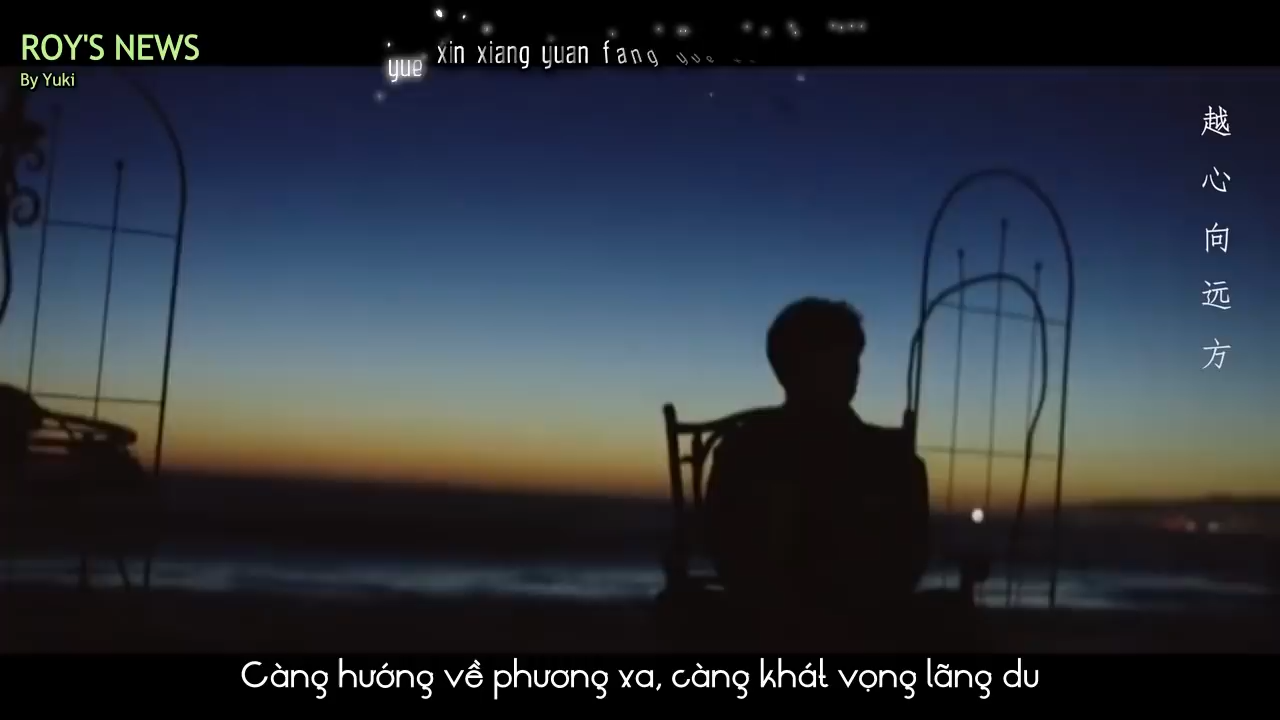 ROY'S NEWS
By Yuki
yue xin xiang yuan fang yue
越心向远方
Càng hướng về phương xa, càng khát vọng lãng du